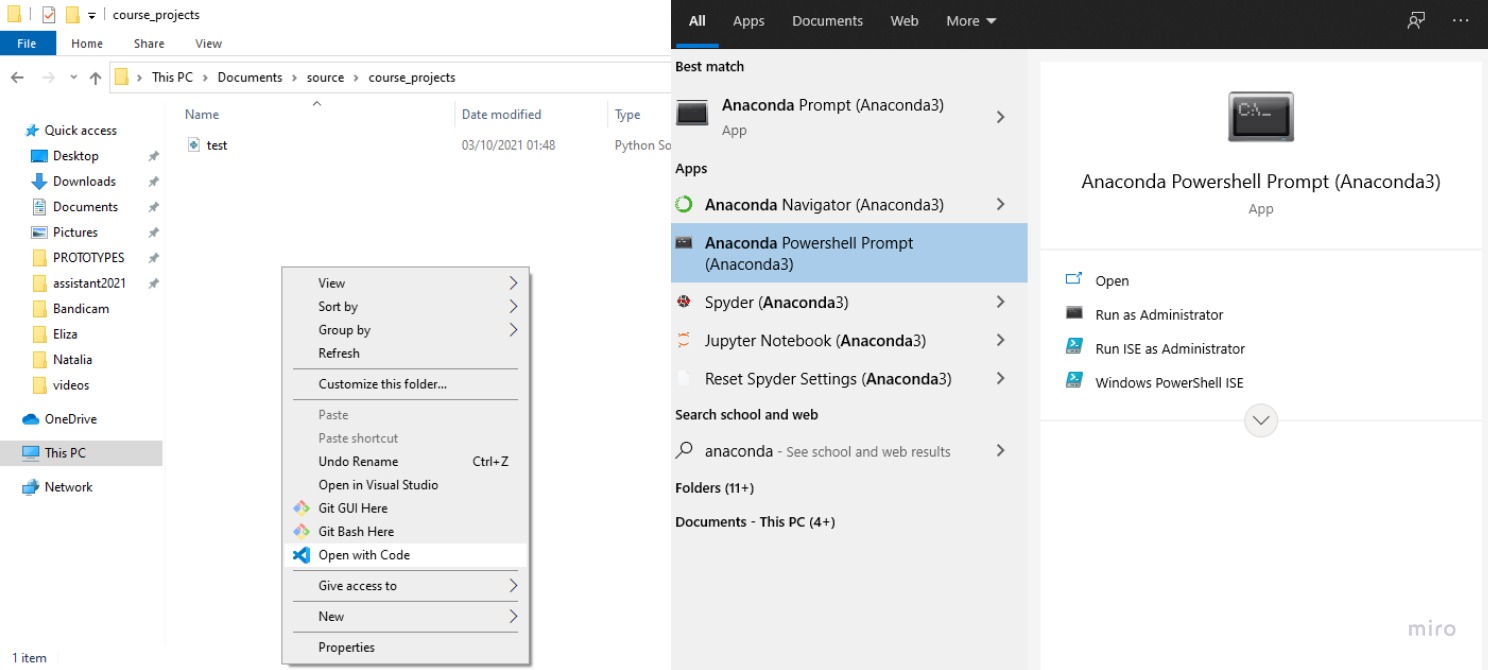 course_projects
File Home Share View
This PC Documents source course_projects
Name Date modified Type
Quick access
Desktop
Downloads
Documents
Pictures
PROTOTYPES
assistant2021
Bandicam
Eliza
Natalia
videos
OneDrive
This PC
Network
test 03/10/2021 01:48 Python So
View
Sort by
Group by
Refresh
Customize this folder...
Paste
Paste shortcut
Undo Rename Ctrl+Z
Open in Visual Studio
Git GUI Here
Git Bash Here
Open with Code
Give access to
New
Properties
1 item
All Apps Documents Web More
Best match
Anaconda Prompt (Anaconda3)
App
Apps
Anaconda Navigator (Anaconda3)
Anaconda Powershell Prompt
(Anaconda3)
Spyder (Anaconda3)
Jupyter Notebook (Anaconda3)
Reset Spyder Settings (Anaconda3)
Search school and web
anaconda - See school and web results
Folders (11+)
Documents - This PC (4+)
C:\_
Anaconda Powershell Prompt (Anaconda3)
App
Open
Run as Administrator
Run ISE as Administrator
Windows PowerShell ISE
miro